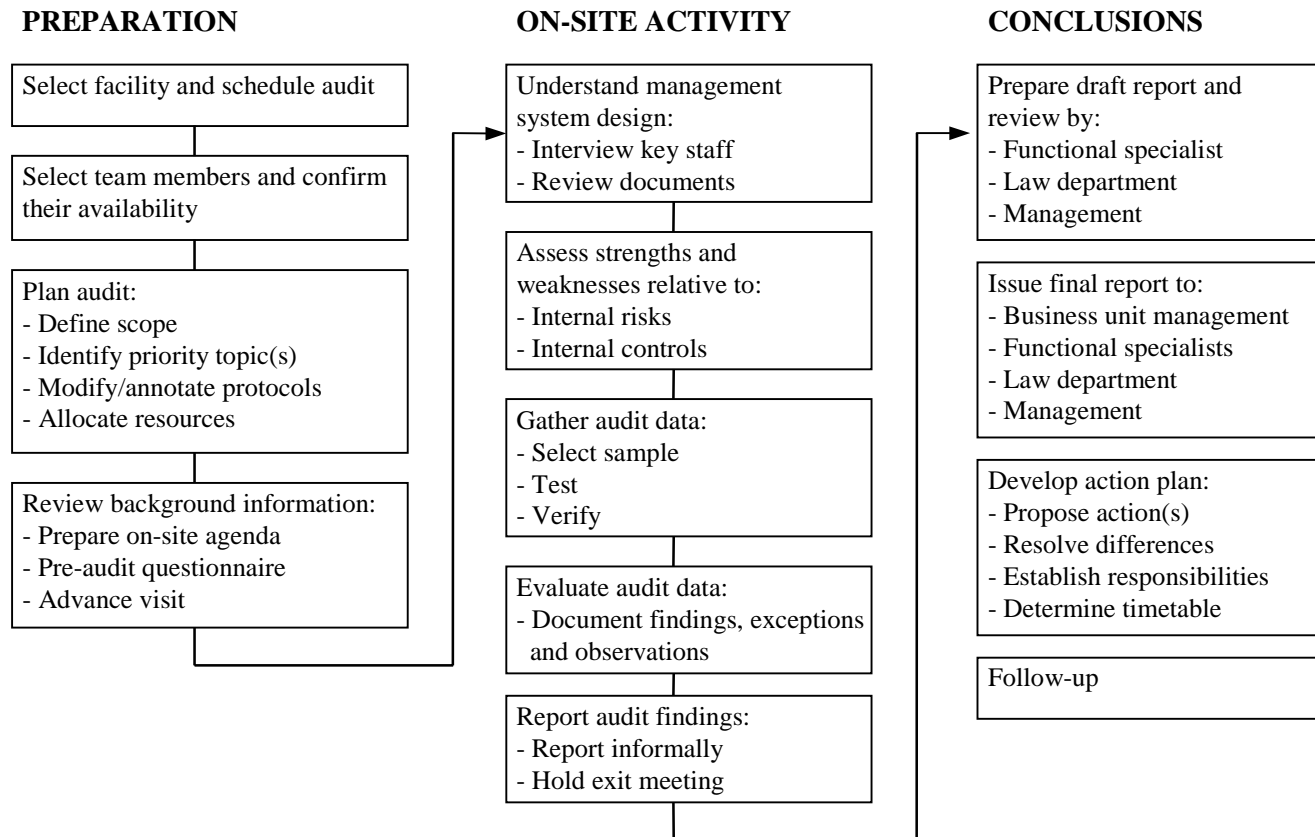 PREPARATION
Select facility and schedule audit
Select team members and confirm
their availability
Plan audit:
- Define scope
- Identify priority topic(s)
- Modify/annotate protocols
- Allocate resources
Review background information:
- Prepare on-site agenda
- Pre-audit questionnaire
- Advance visit
ON-SITE ACTIVITY
Understand management
system design:
- Interview key staff
- Review documents
Assess strengths and
weaknesses relative to:
- Internal risks
- Internal controls
Gather audit data:
- Select sample
- Test
- Verify
Evaluate audit data:
- Document findings, exceptions
and observations
Report audit findings:
- Report informally
- Hold exit meeting
CONCLUSIONS
Prepare draft report and
review by:
- Functional specialist
- Law department
- Management
Issue final report to:
- Business unit management
- Functional specialists
- Law department
- Management
Develop action plan:
- Propose action(s)
- Resolve differences
- Establish responsibilities
- Determine timetable
Follow-up